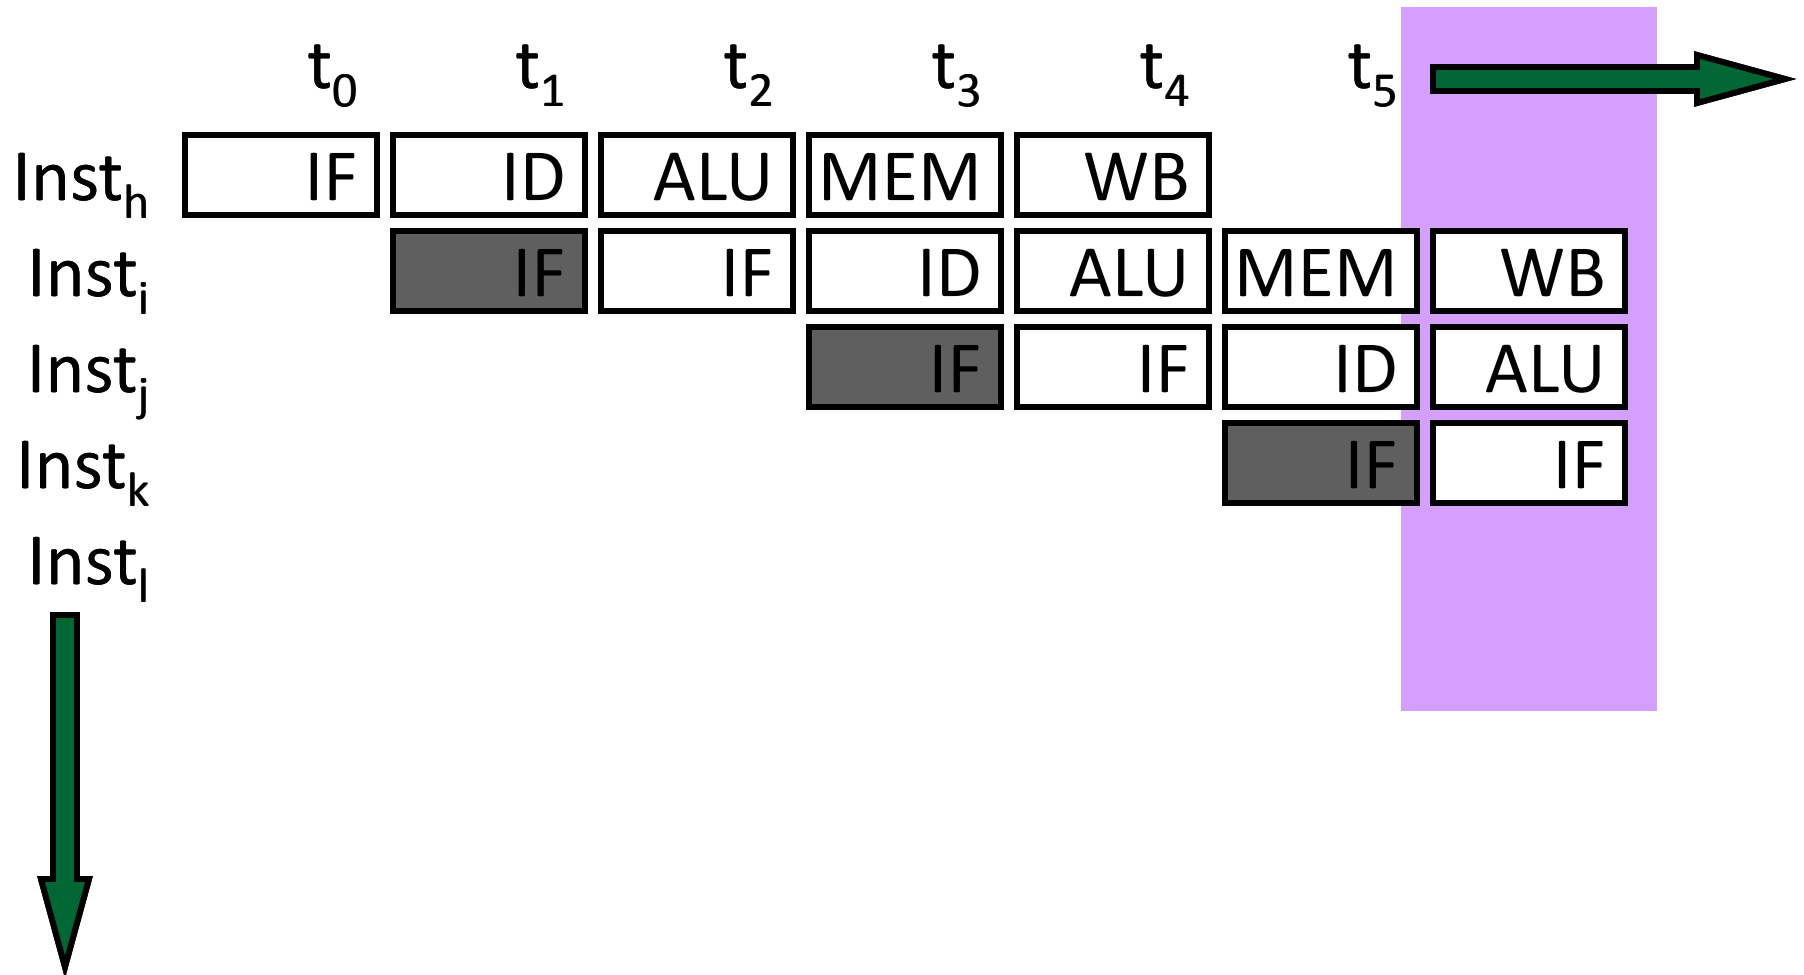 t0 t1 t2 t3 t4 t5
Insth IF ID ALU MEM WB
Insti IF IF ID ALU MEM WB
Instj IF IF ID ALU
Instk IF IF
Instl